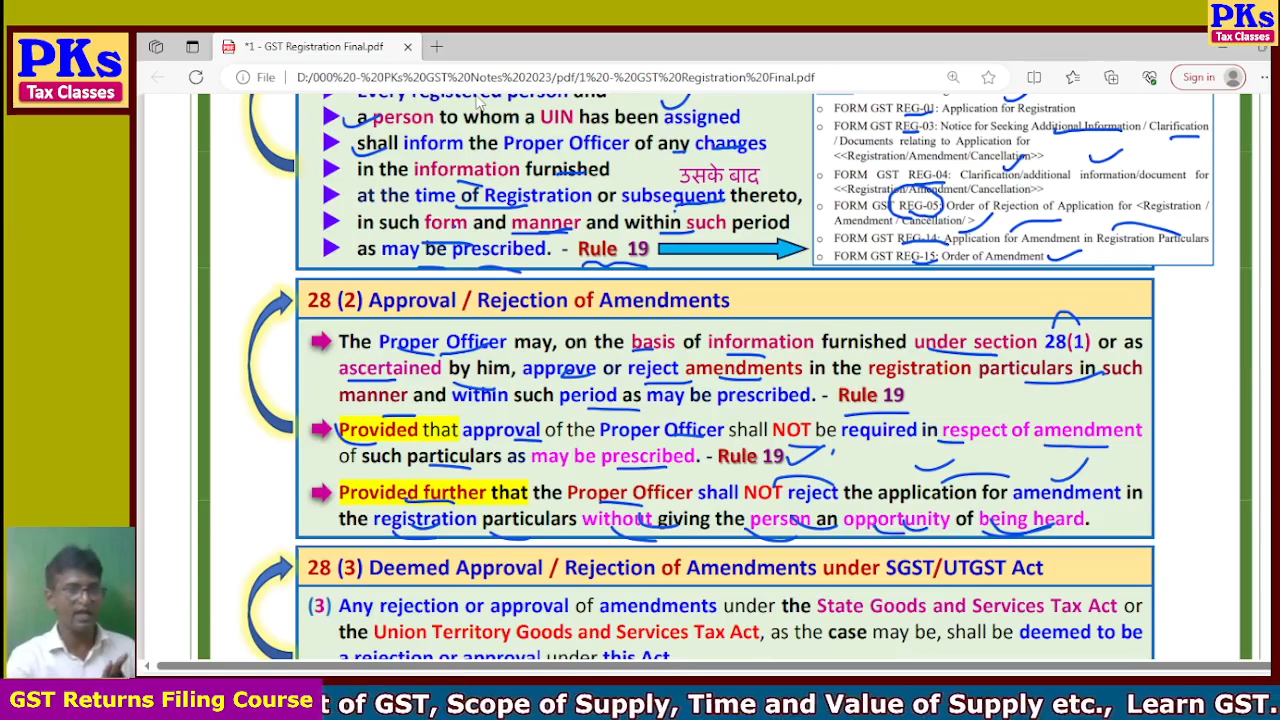 PKs
Tax Classes
*1 - GST Registration Final.pdf
PKs
Tax Classes
File
D:/000%20-%20PKs%20GST%20Notes%202023/pdf/1%20-%20GST%20Registration%20Final.pdf
Sign in
Every registered person and
a person to whom a UIN has been assigned
shall inform the Proper Officer of any changes
in the information furnished
उसके बाद
at the time of Registration or subsequent thereto,
in such form and manner and within such period
as may be prescribed. - Rule 19
o FORM GST REG-01: Application for Registration
o FORM GST REG-03: Notice for Seeking Additional Information / Clarification
/ Documents relating to Application for
<<Registration/Amendment/Cancellation>>
o FORM GST REG-04: Clarification/additional information/document for
<<Registration/Amendment/Cancellation>>
o FORM GST REG-05: Order of Rejection of Application for <Registration /
Amendment / Cancellation/ >
o FORM GST REG-14: Application for Amendment in Registration Particulars
o FORM GST REG-15: Order of Amendment
28 (2) Approval / Rejection of Amendments
The Proper Officer may, on the basis of information furnished under section 28(1) or as
ascertained by him, approve or reject amendments in the registration particulars in such
manner and within such period as may be prescribed. - Rule 19
Provided that approval of the Proper Officer shall NOT be required in respect of amendment
of such particulars as may be prescribed. - Rule 19
Provided further that the Proper Officer shall NOT reject the application for amendment in
the registration particulars without giving the person an opportunity of being heard.
28 (3) Deemed Approval / Rejection of Amendments under SGST/UTGST Act
(3) Any rejection or approval of amendments under the State Goods and Services Tax Act or
the Union Territory Goods and Services Tax Act, as the case may be, shall be deemed to be
a rejection or approval under this Act.
GST Returns Filing Course
t of GST, Scope of Supply, Time and Value of Supply etc., Learn GST.